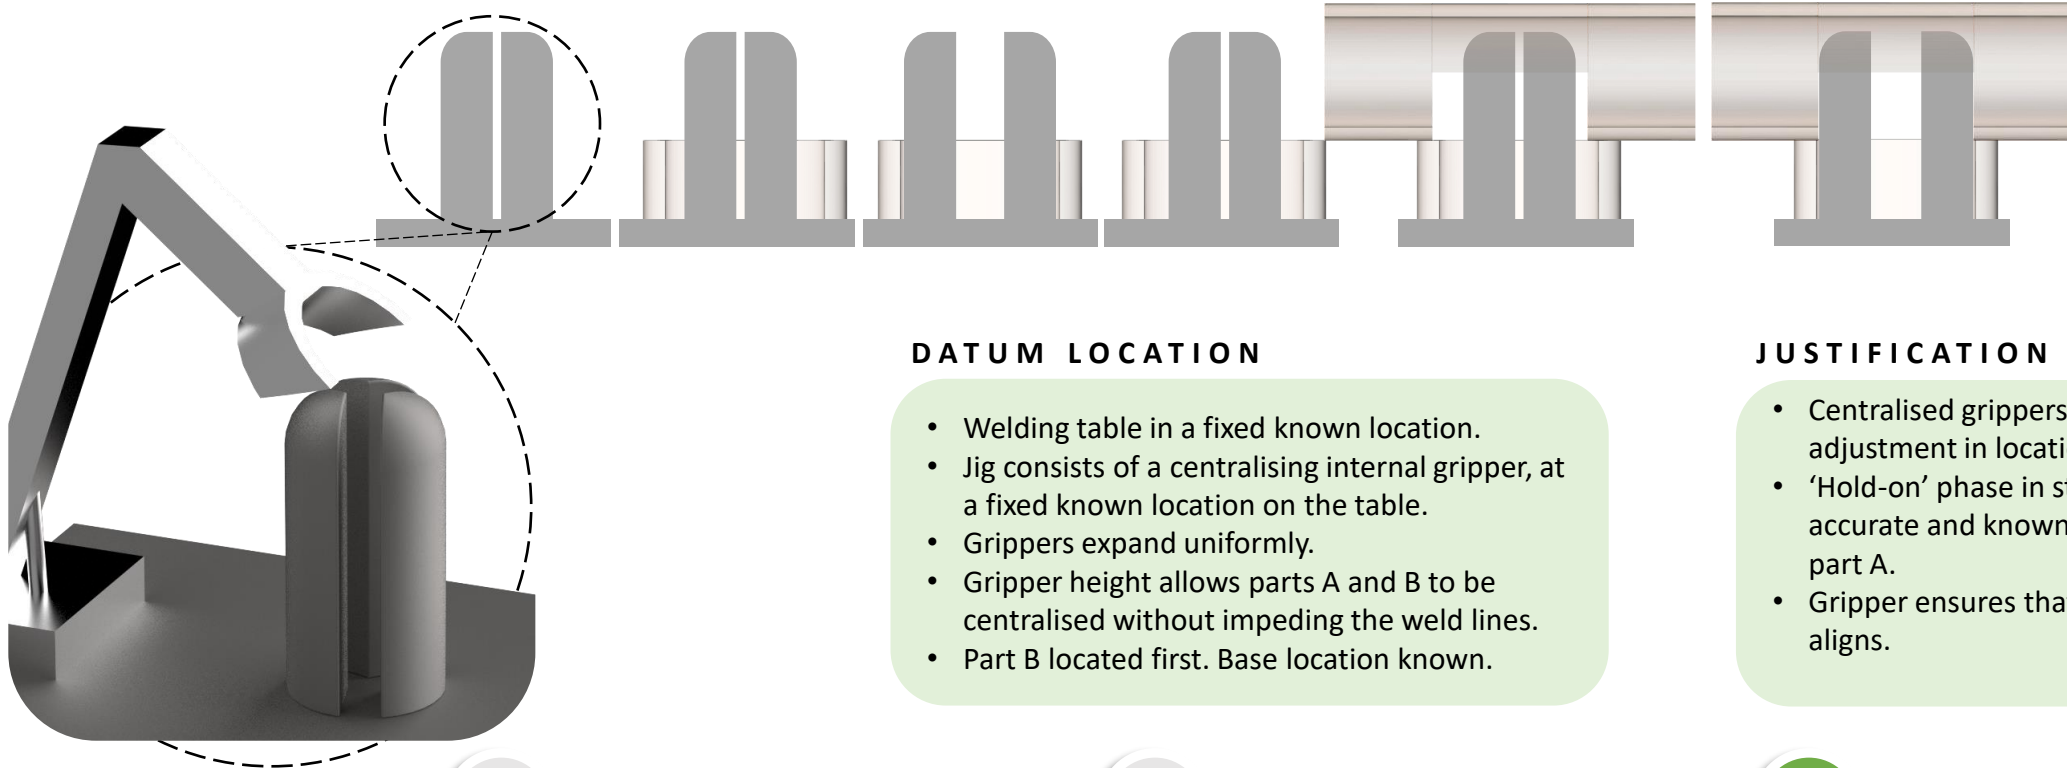 DATUM LOCATION
• Welding table in a fixed known location.
• Jig consists of a centralising internal gripper, at
a fixed known location on the table.
• Grippers expand uniformly.
• Gripper height allows parts A and B to be
centralised without impeding the weld lines.
• Part B located first. Base location known.
JUSTIFICATION
• Centralised grippers
adjustment in locati
• ‘Hold-on’ phase in s
accurate and known
part A.
• Gripper ensures tha
aligns.